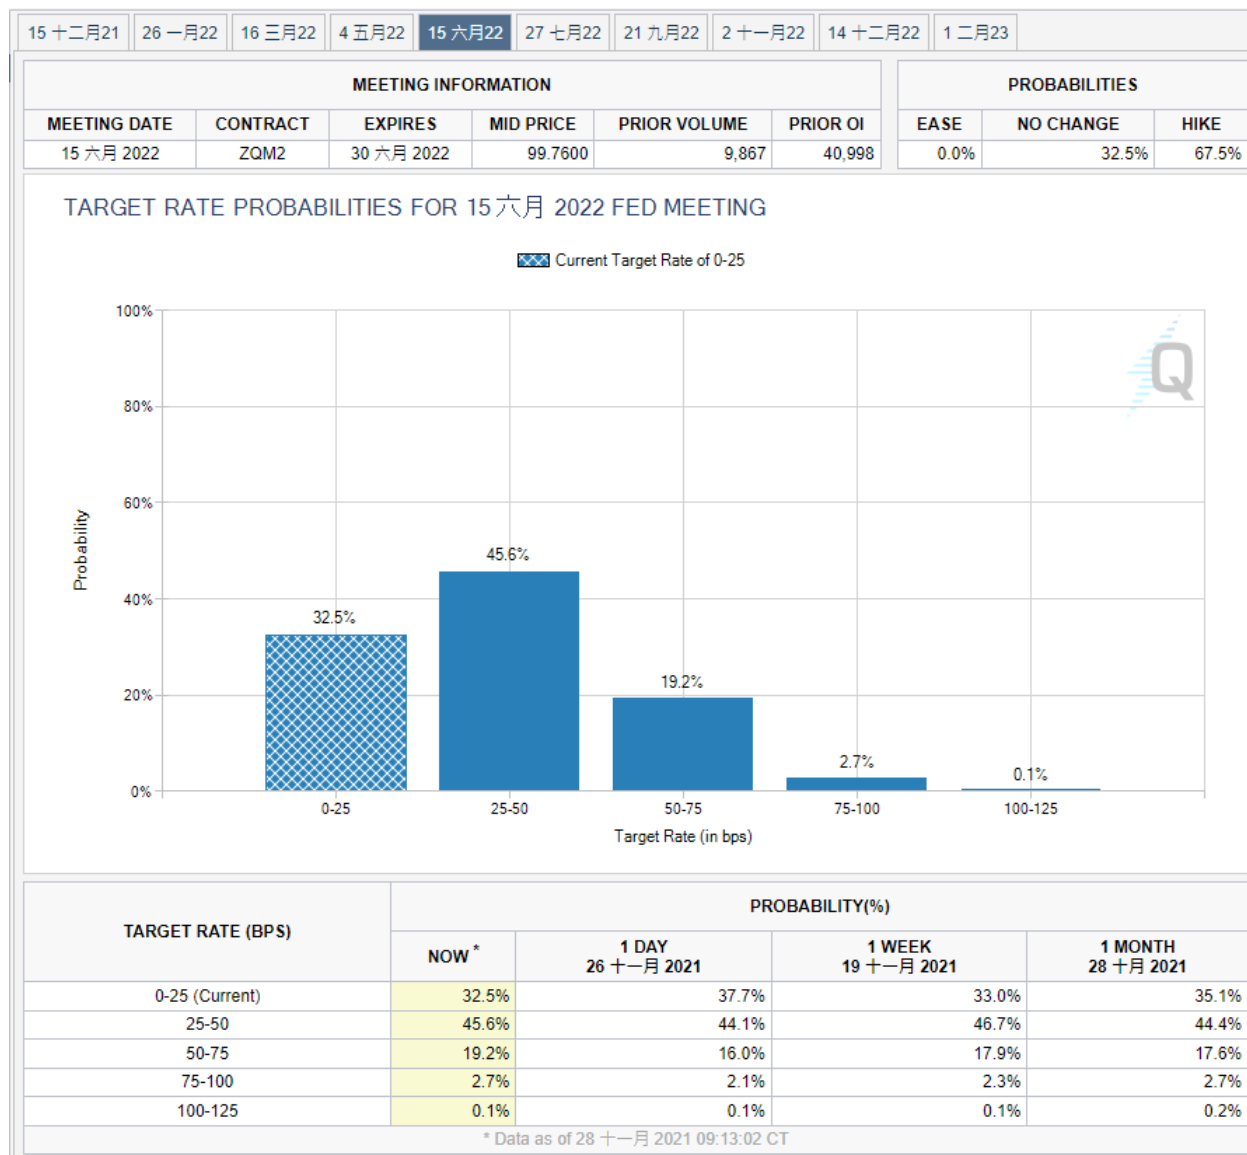 15 十二月21 26 一月22 16 三月22 4 五月22 15 六月22 27 七月22 21 九月22 2 十一月22 14 十二月22 1 二月23
MEETING INFORMATION PROBABILITIES
MEETING DATE CONTRACT EXPIRES MID PRICE PRIOR VOLUME PRIOR OI EASE NO CHANGE HIKE
15 六月 2022 ZQM2 30 六月 2022 99.7600 9,867 40,998 0.0% 32.5% 67.5%
TARGET RATE PROBABILITIES FOR 15 六月 2022 FED MEETING
Current Target Rate of 0-25
Q
100%
80%
60%
40%
20%
0%
Probability
32.5%
45.6%
19.2%
2.7%
0.1%
0-25 25-50 50-75 75-100 100-125
Target Rate (in bps)
TARGET RATE (BPS) PROBABILITY(%)
NOW * 1 DAY 1 WEEK 1 MONTH
26 十一月 2021 19 十一月 2021 28 十月 2021
0-25 (Current) 32.5% 37.7% 33.0% 35.1%
25-50 45.6% 44.1% 46.7% 44.4%
50-75 19.2% 16.0% 17.9% 17.6%
75-100 2.7% 2.1% 2.3% 2.7%
100-125 0.1% 0.1% 0.1% 0.2%
* Data as of 28 十一月 2021 09:13:02 CT